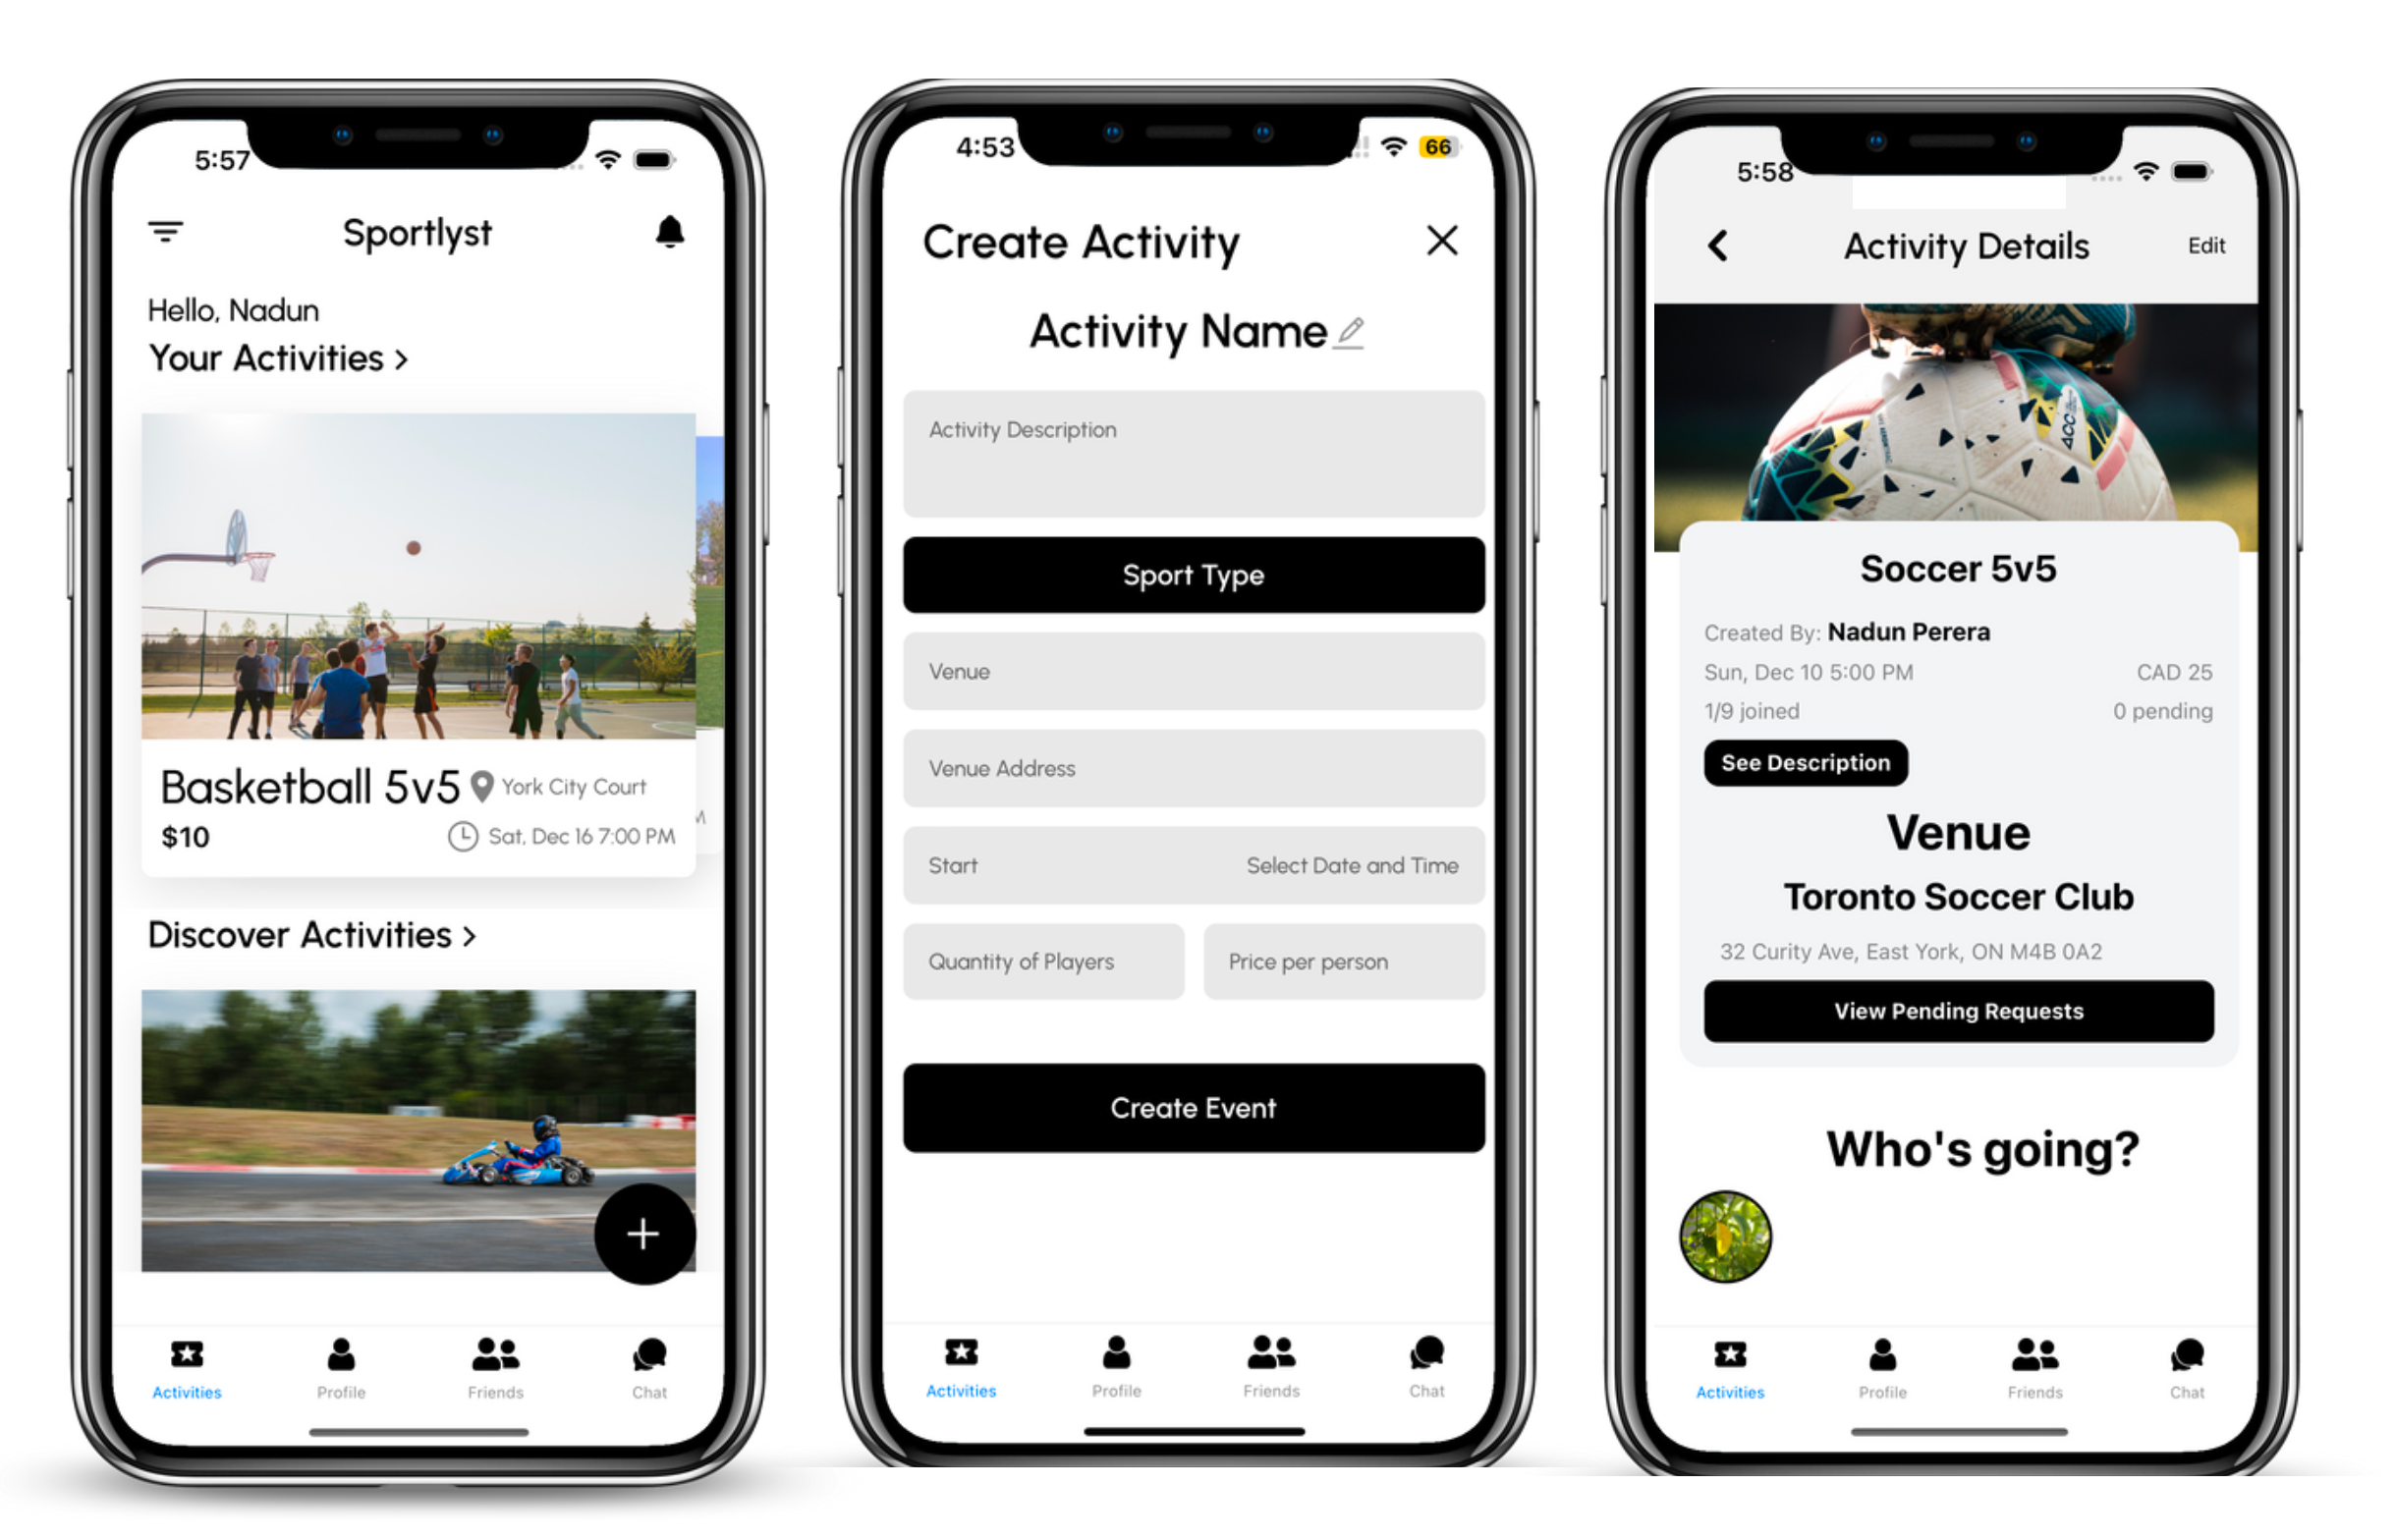 5:57
Sportlyst
Hello, Nadun
Your Activities >
Basketball 5v5
York City Court
$10
Sat, Dec 16 7:00 PM
M
Discover Activities >
+
Activities
Profile
Friends
Chat
4:53
66
Create Activity
Activity Name
Activity Description
Sport Type
Venue
Venue Address
Start
Select Date and Time
Quantity of Players
Price per person
Create Event
Activities
Profile
Friends
Chat
5:58
Activity Details
Edit
ACC
Soccer 5v5
Created By: Nadun Perera
Sun, Dec 10 5:00 PM
CAD 25
1/9 joined
0 pending
See Description
Venue
Toronto Soccer Club
32 Curity Ave, East York, ON M4B 0A2
View Pending Requests
Who's going?
Activities
Profile
Friends
Chat